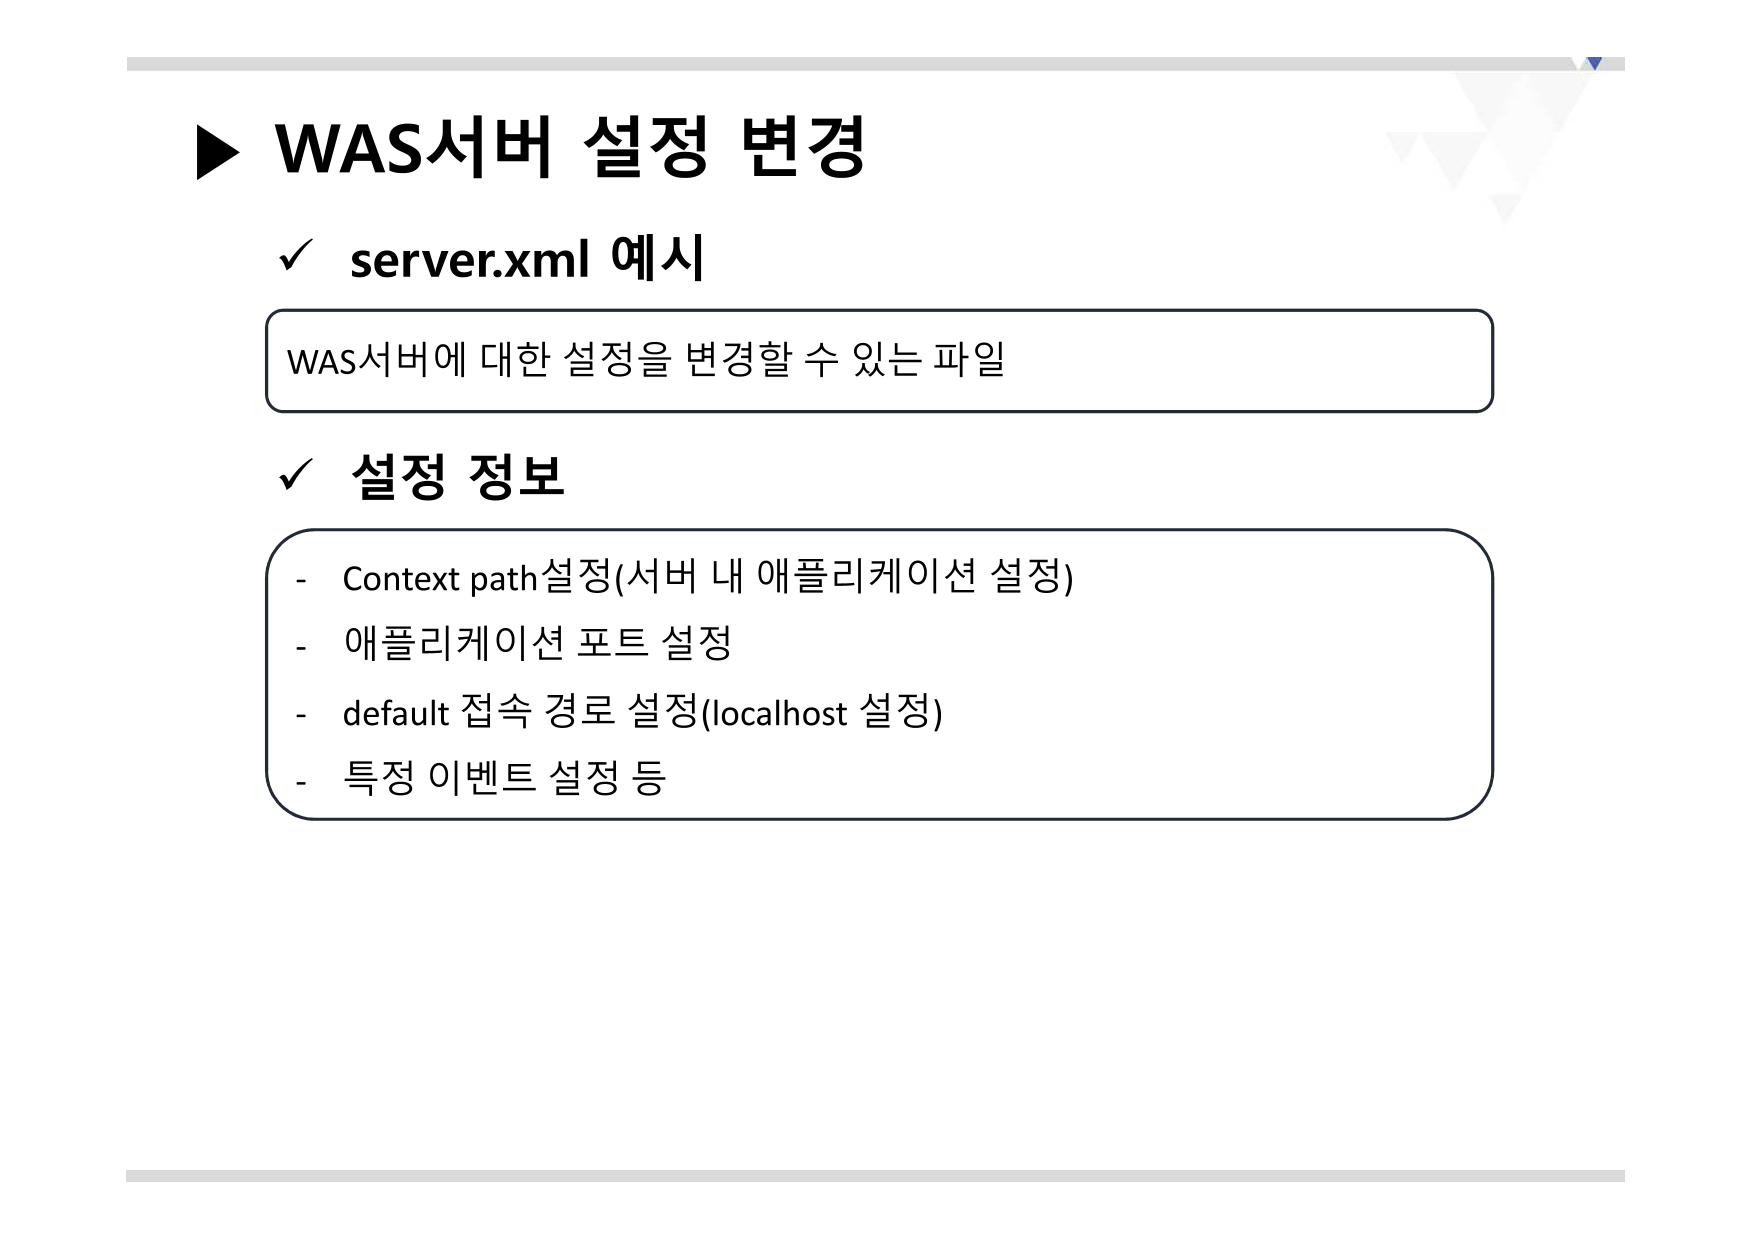 ▶ WAS서버 설정 변경
✓ server.xml 예시
WAS서버에 대한 설정을 변경할 수 있는 파일
✓ 설정 정보
- Context path설정(서버 내 애플리케이션 설정)
- 애플리케이션 포트 설정
- default 접속 경로 설정(localhost 설정)
- 특정 이벤트 설정 등